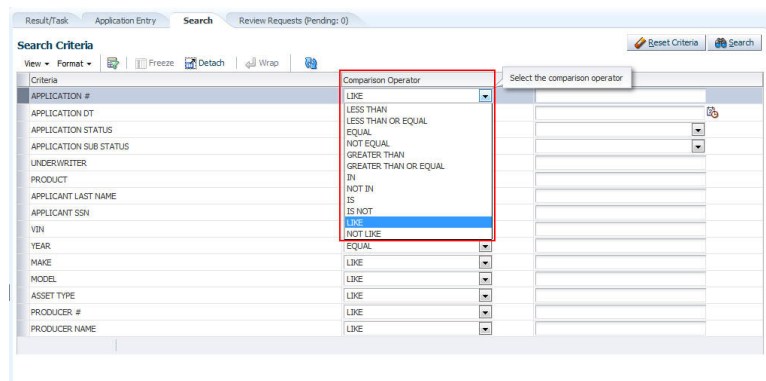 Result/Task Application Entry Search Review Requests (Pending: 0)
Search Criteria Reset Criteria Search
View Format Freeze Detach Wrap
Criteria Comparison Operator Select the comparison operator
APPLICATION # LIKE
APPLICATION DT LESS THAN
LESS THAN OR EQUAL
APPLICATION STATUS EQUAL
NOT EQUAL
APPLICATION SUB STATUS GREATER THAN
UNDERWRITER GREATER THAN OR EQUAL
PRODUCT IN
NOT IN
APPLICANT LAST NAME IS
APPLICANT SSN IS NOT
VIN LIKE
NOT LIKE
YEAR EQUAL
MAKE LIKE
MODEL LIKE
ASSET TYPE LIKE
PRODUCER # LIKE
PRODUCER NAME LIKE